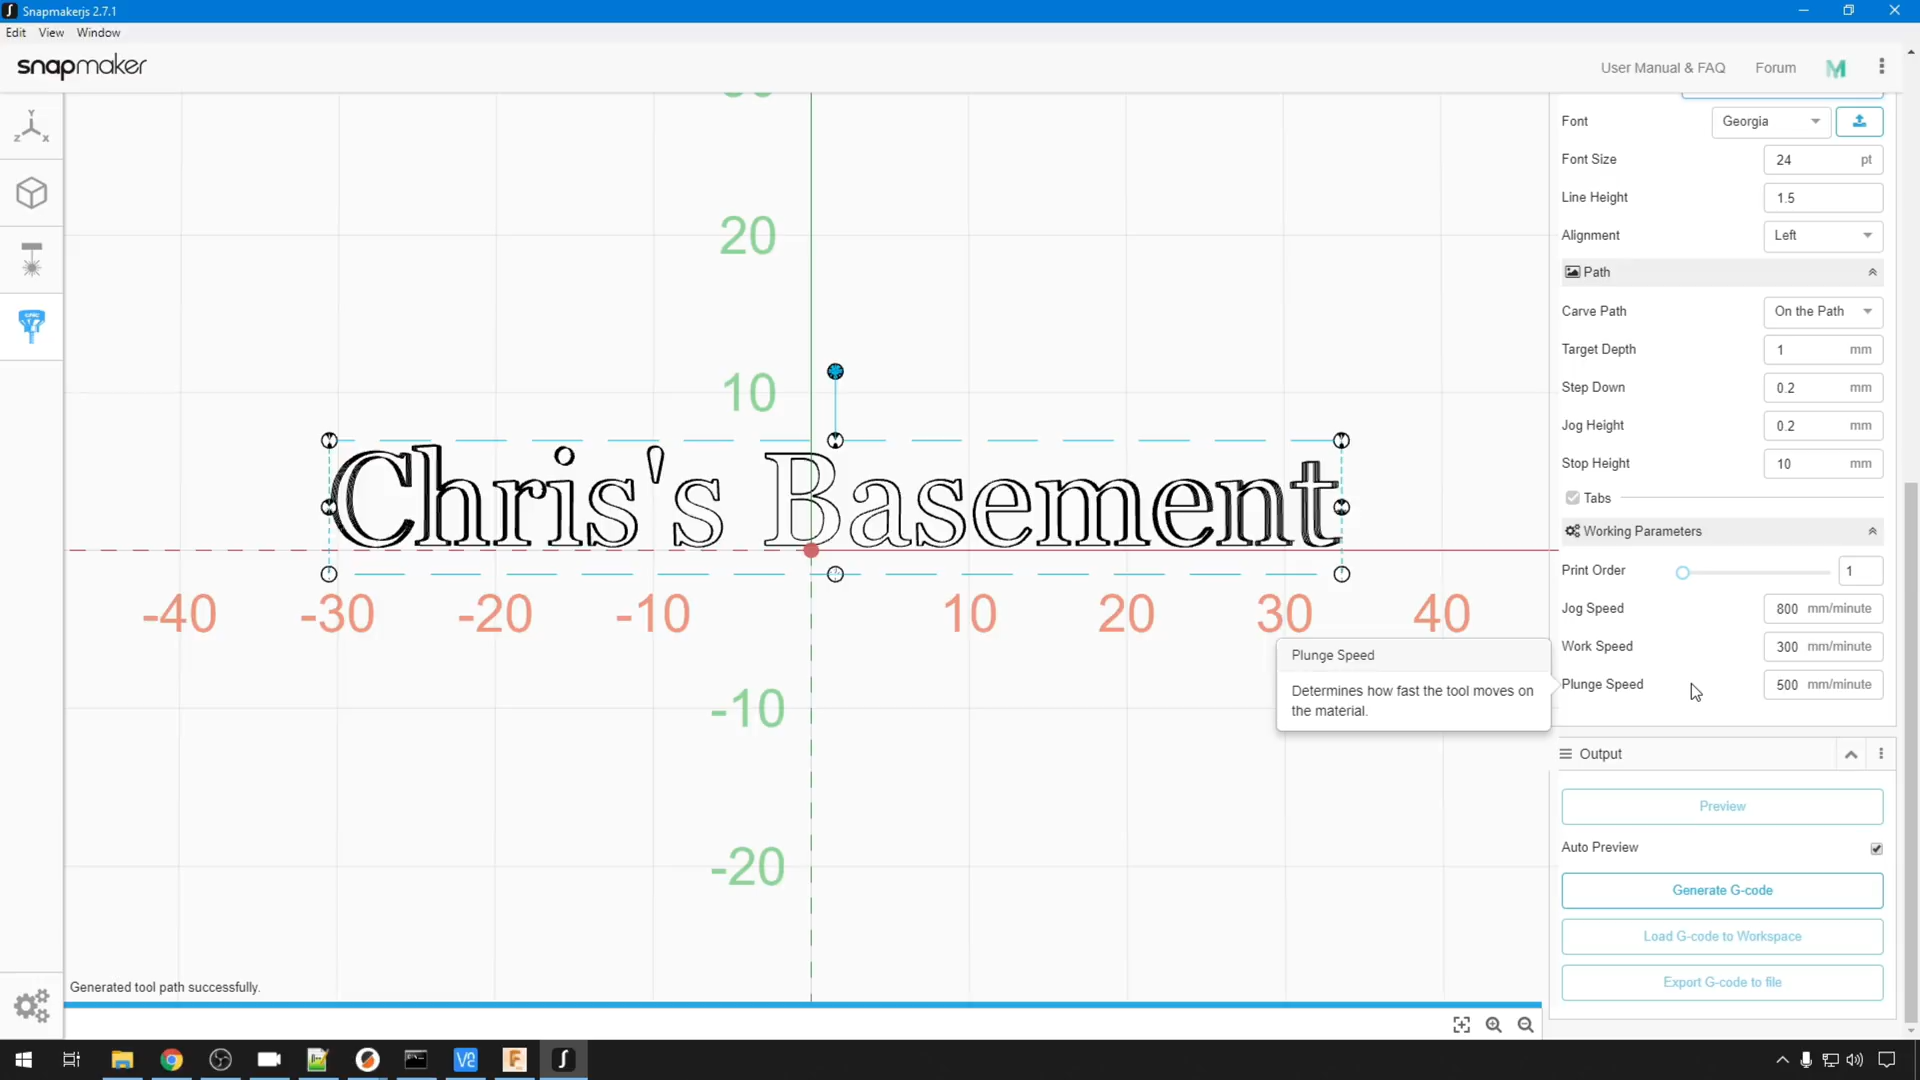 Snapmakerjs 2.7.1
Edit View Window
snapmaker
User Manual & FAQ Forum
Font Georgia
Font Size 24 pt
Line Height 1.5
Alignment Left
Path
Carve Path On the Path
Target Depth 1 mm
Step Down 0.2 mm
Jog Height 0.2 mm
Stop Height 10 mm
Tabs
Working Parameters
Print Order 1
Jog Speed 800 mm/minute
Work Speed 300 mm/minute
Plunge Speed 500 mm/minute
Output
Preview
Auto Preview
Generate G-code
Load G-code to Workspace
Export G-code to file
Y
Z X
CNC
20
10
Chris's Basement
-40 -30 -20 -10 10 20 30 40
-10
-20
Plunge Speed
Determines how fast the tool moves on
the material.
Generated tool path successfully.